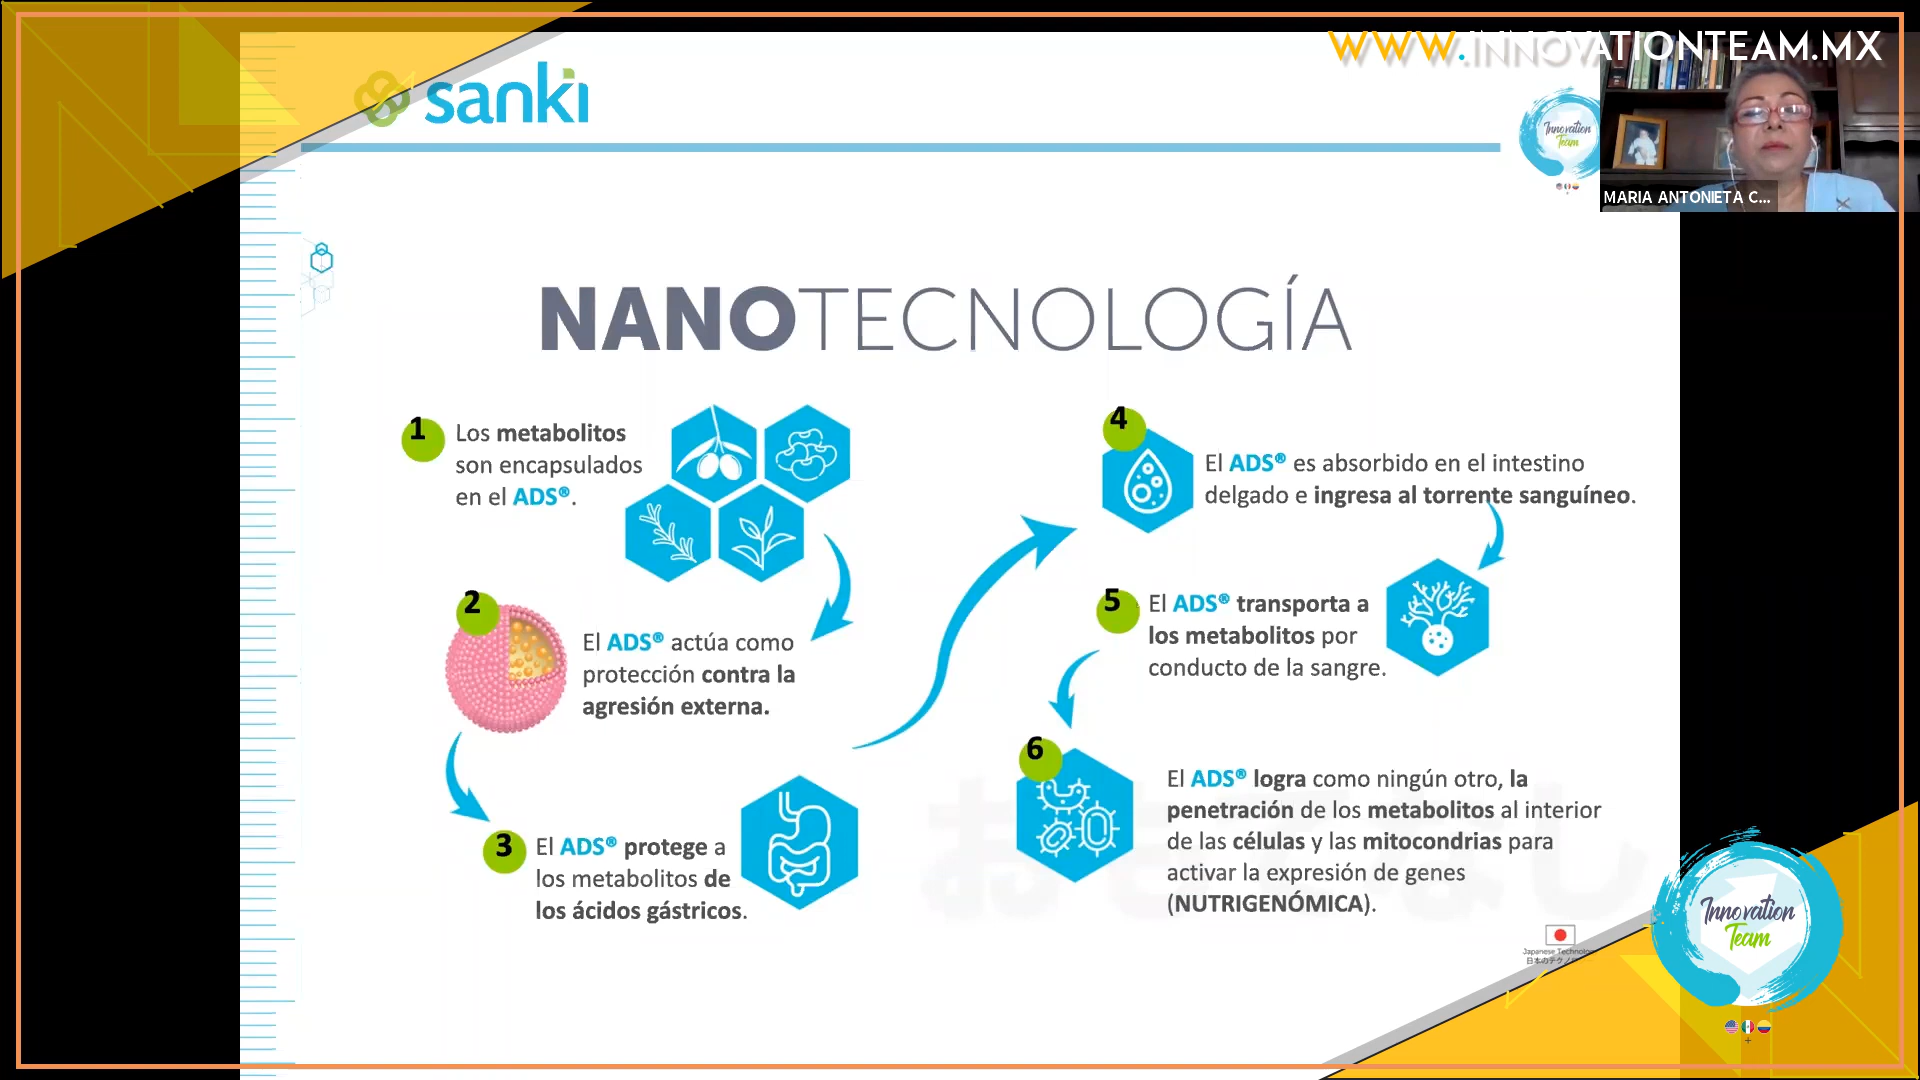 WWW.INNOVATIONTEAM.MX
sanki
Innovation
Team
MARIA ANTONIETA C...
NANOTECNOLOGÍA
1
Los metabolitos
son encapsulados
en el ADS®.
2
El ADS® actúa como
protección contra la
agresión externa.
3
El ADS® protege a
los metabolitos de
los ácidos gástricos.
4
El ADS® es absorbido en el intestino
delgado e ingresa al torrente sanguíneo.
5
El ADS® transporta a
los metabolitos por
conducto de la sangre.
6
El ADS® logra como ningún otro, la
penetración de los metabolitos al interior
de las células y las mitocondrias para
activar la expresión de genes
(NUTRIGENÓMICA).
Japanese
Innovation
Team